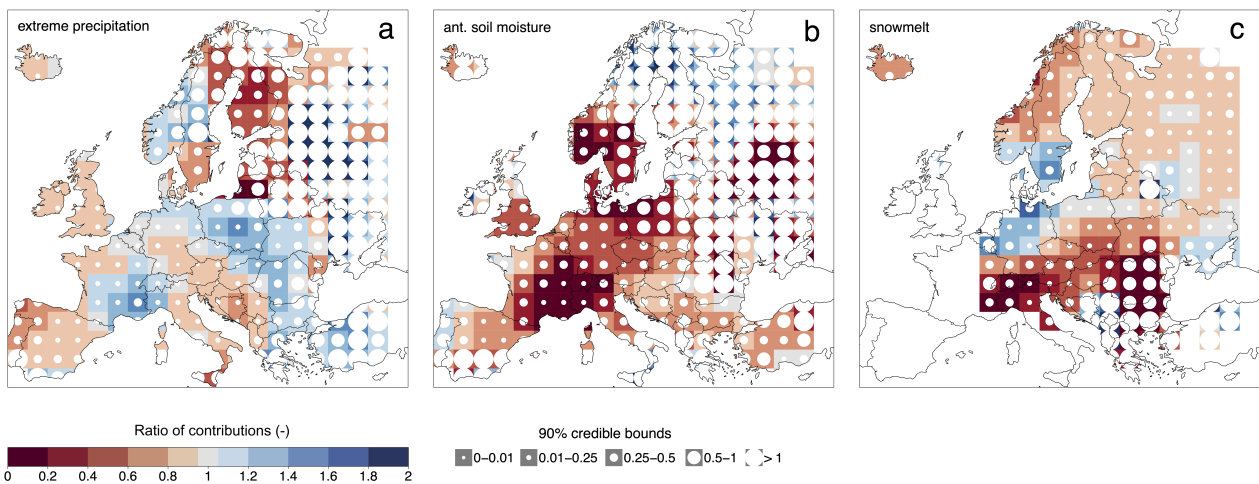 extreme precipitation a
ant. soil moisture b
snowmelt c
Ratio of contributions (-)
0 0.2 0.4 0.6 0.8 1 1.2 1.4 1.6 1.8 2
90% credible bounds
0−0.01 0.01−0.25 0.25−0.5 0.5−1 > 1